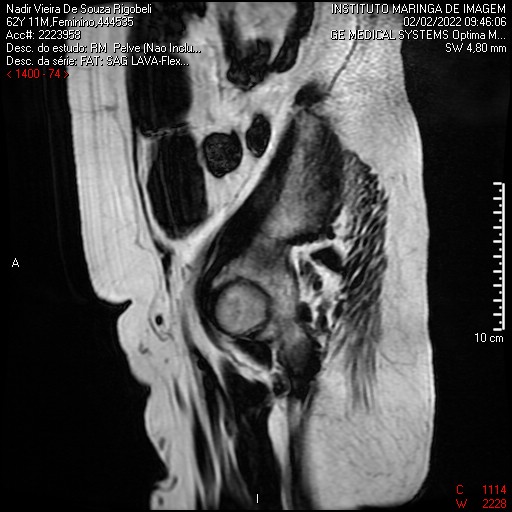 Nadir Vieira De Souza Rigobeli
62Y 11M,Feminino,444535
Acc#: 2223953
Desc. do estudo: RM Pelve (Nao Inclu...
Desc. da série: FAT: SAG LAVA-Flex...
< 1400 - 74 >
INSTITUTO MARINGA DE IMAGEM
02/02/2022 09:46:06
GE MEDICAL SYSTEMS Optima M...
SW 4,80 mm
A
10 cm
I
C 1114
W 2228